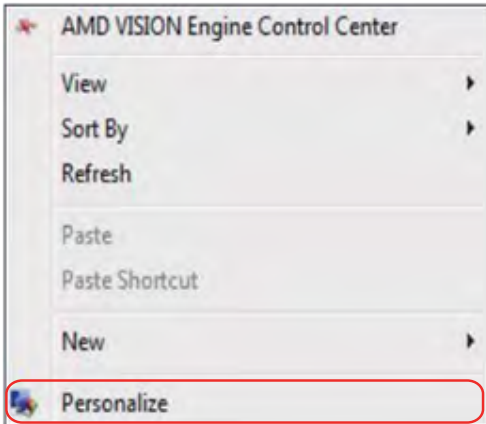 AMD VISION Engine Control Center
View
Sort By
Refresh
Paste
Paste Shortcut
New
Personalize